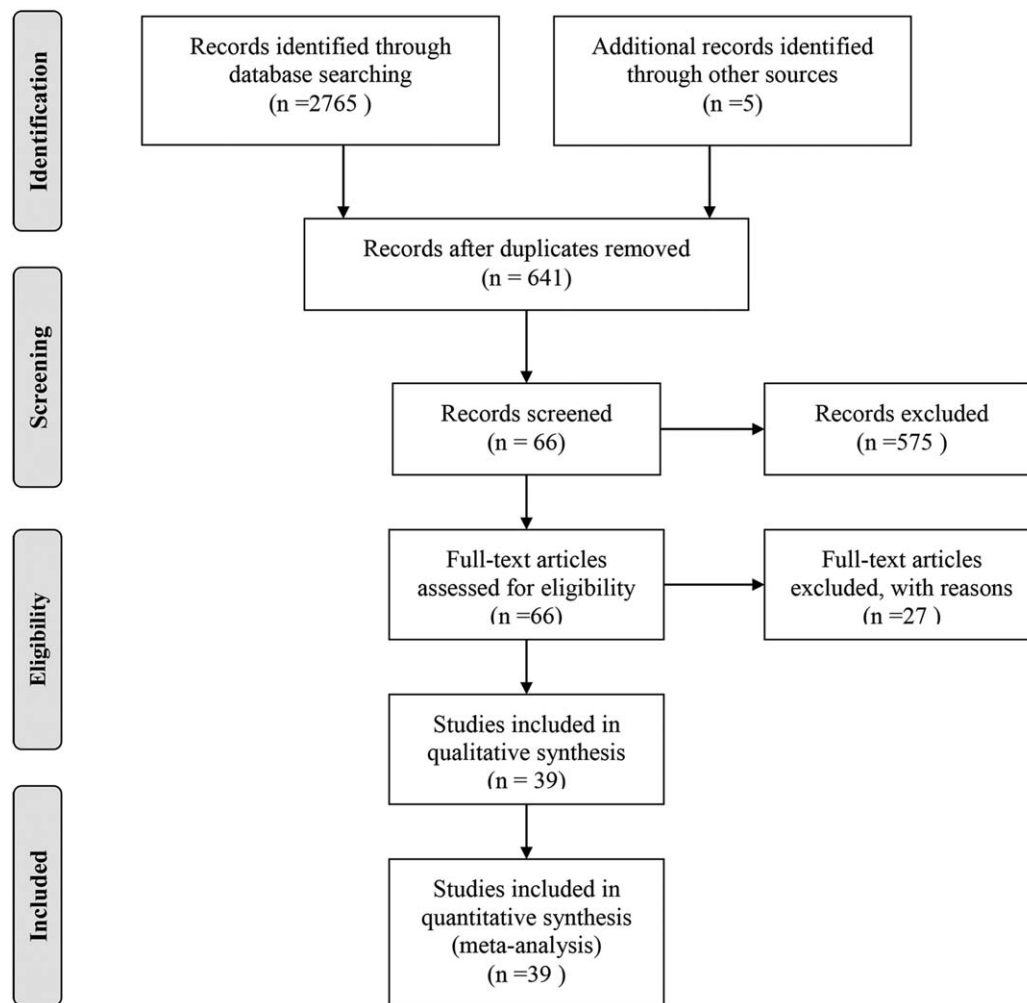 Identification
Records identified through
database searching
(n =2765 )
Additional records identified
through other sources
(n =5)
Records after duplicates removed
(n = 641)
Screening
Records screened
(n = 66)
Records excluded
(n =575 )
Eligibility
Full-text articles
assessed for eligibility
(n =66)
Full-text articles
excluded, with reasons
(n =27 )
Studies included in
qualitative synthesis
(n = 39)
Included
Studies included in
quantitative synthesis
(meta-analysis)
(n =39 )